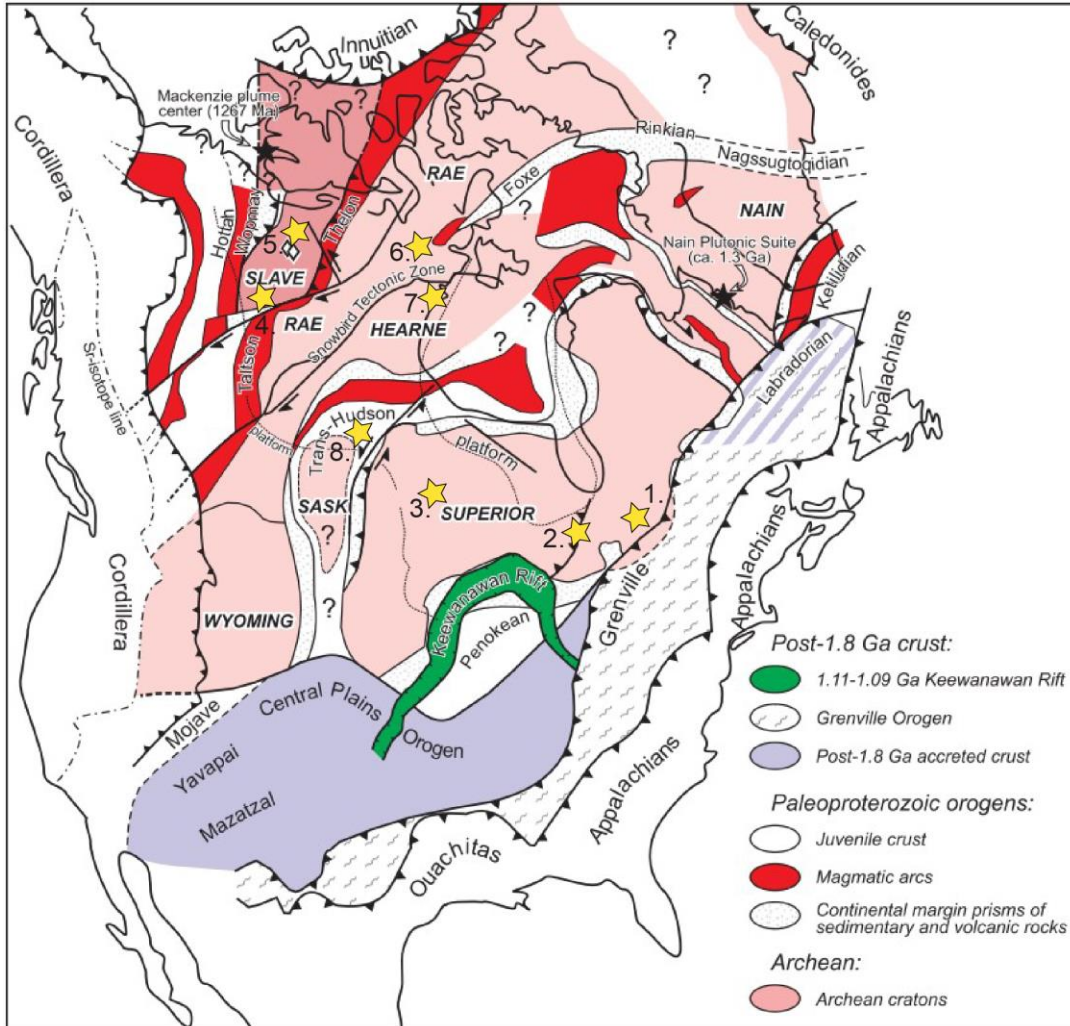 Innuitian
Caledonides
?
?
?
?
?
Mackenzie plume
center (1267 Ma)
Cordillera
Rinkian
Nagssugtoqidian
RAE
Foxe
?
NAIN
Hottah
Wopmay
Thelon
5.
6.
SLAVE
Nain Plutonic Suite
(ca. 1.3 Ga)
Ketilidian
Snowbird Tectonic Zone
7.
4.
RAE
HEARNE
?
?
Sr-isotope line
Taltson
Labradorian
Appalachians
platform
Trans-Hudson
8.
platform
SASK
?
3.
SUPERIOR
2.
1.
Cordillera
WYOMING
?
Keewanawan Rift
Penokean
Grenville
Appalachians
Appalachians
Mojave
Central Plains
Orogen
Yavapai
Mazatzal
Appalachians
Ouachitas
Post-1.8 Ga crust:
1.11-1.09 Ga Keewanawan Rift
Grenville Orogen
Post-1.8 Ga accreted crust
Paleoproterozoic orogens:
Juvenile crust
Magmatic arcs
Continental margin prisms of
sedimentary and volcanic rocks
Archean:
Archean cratons